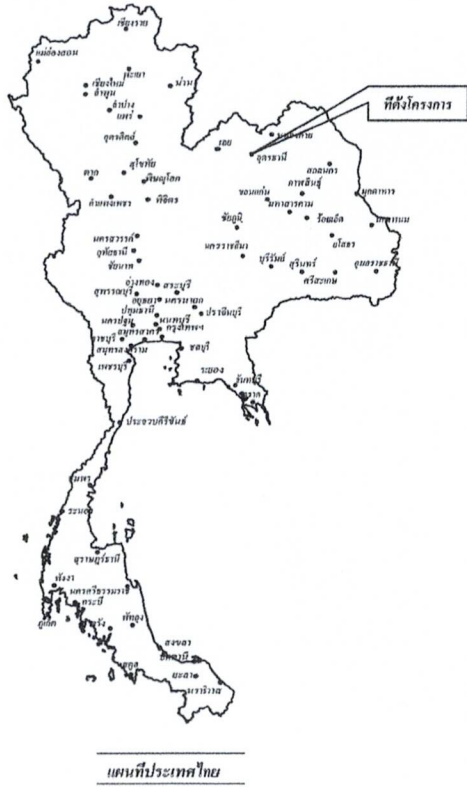 เชียงราย
แม่ฮ่องสอน
พะเยา
เชียงใหม่
น่าน
ลำพูน
ลำปาง
แพร่
ที่ตั้งโครงการ
อุตรดิตถ์
เลย
อุดรธานี
สุโขทัย
สกลนคร
ตาก
พิษณุโลก
กาฬสินธุ์
ขอนแก่น
มุกดาหาร
กำแพงเพชร
พิจิตร
มหาสารคาม
ชัยภูมิ
ร้อยเอ็ด
นครสวรรค์
ยโสธร
อุทัยธานี
นครราชสีมา
ชัยนาท
บุรีรัมย์
สุรินทร์
อุบลราชธานี
ศรีสะเกษ
อ่างทอง
สระบุรี
สุพรรณบุรี
อยุธยา
นครนายก
ปทุมธานี
ปราจีนบุรี
นครปฐม
นนทบุรี
กรุงเทพฯ
สมุทรสาคร
ราชบุรี
สมุทรสงคราม
ชลบุรี
เพชรบุรี
ระยอง
จันทบุรี
ตราด
ประจวบคีรีขันธ์
ชุมพร
ระนอง
สุราษฎร์ธานี
พังงา
นครศรีธรรมราช
กระบี่
ภูเก็ต
ตรัง
พัทลุง
สงขลา
ปัตตานี
สตูล
ยะลา
นราธิวาส
แผนที่ประเทศไทย